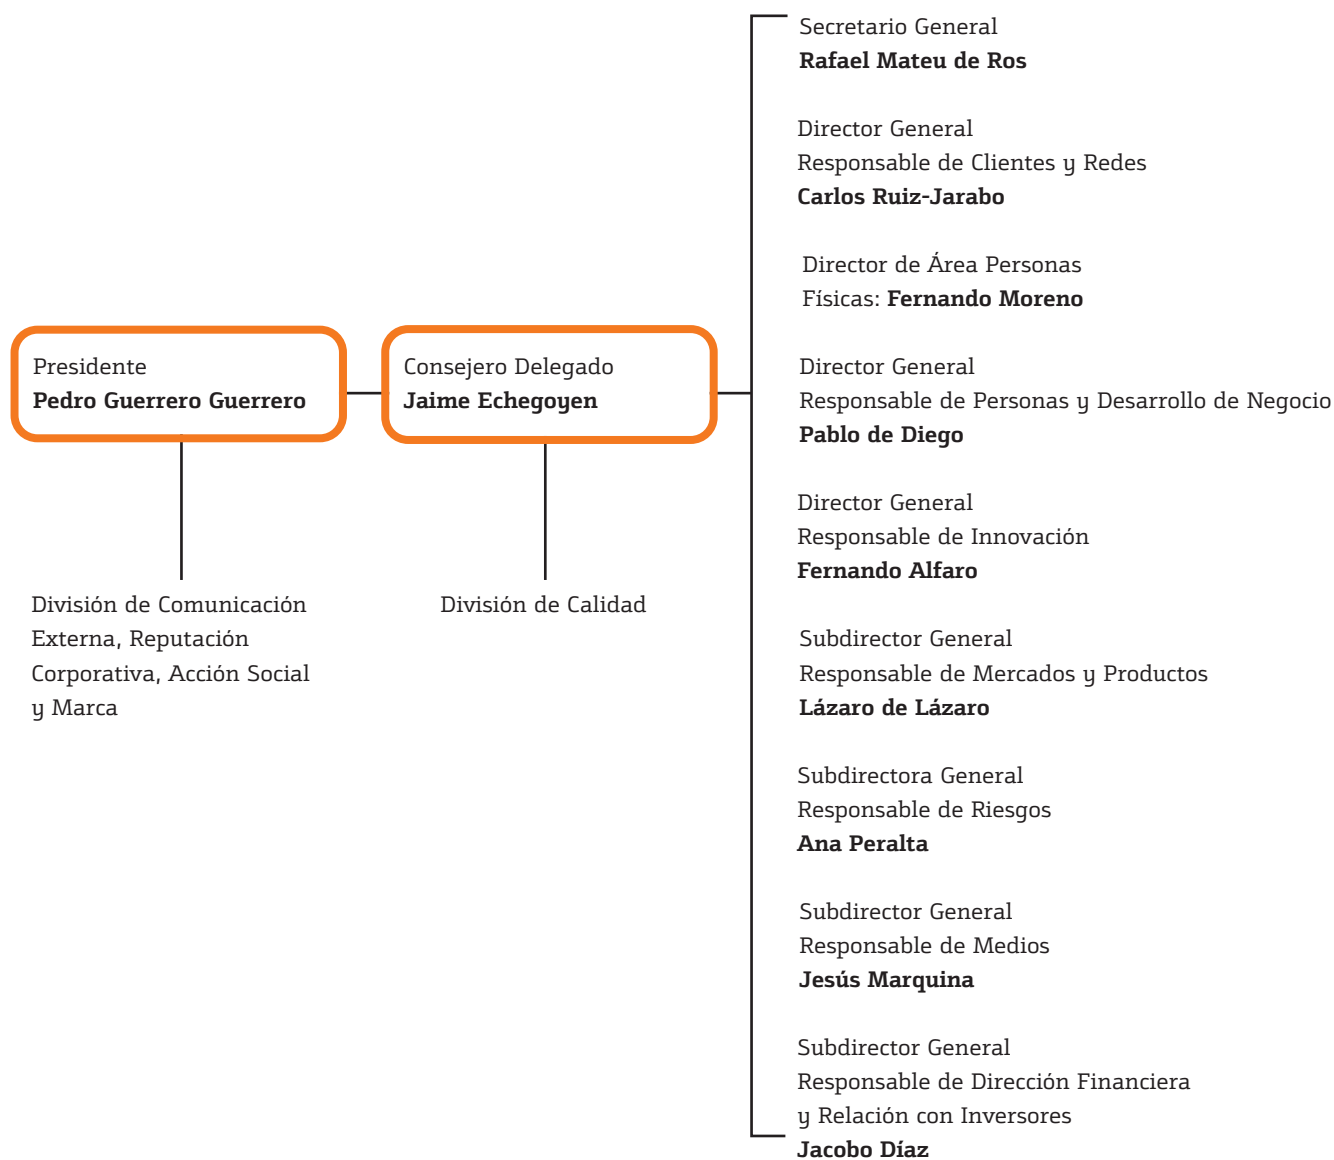 Presidente
Pedro Guerrero Guerrero
División de Comunicación
Externa, Reputación
Corporativa, Acción Social
y Marca
Consejero Delegado
Jaime Echegoyen
División de Calidad
Secretario General
Rafael Mateu de Ros
Director General
Responsable de Clientes y Redes
Carlos Ruiz-Jarabo
Director de Área Personas
Físicas: Fernando Moreno
Director General
Responsable de Personas y Desarrollo de Negocio
Pablo de Diego
Director General
Responsable de Innovación
Fernando Alfaro
Subdirector General
Responsable de Mercados y Productos
Lázaro de Lázaro
Subdirectora General
Responsable de Riesgos
Ana Peralta
Subdirector General
Responsable de Medios
Jesús Marquina
Subdirector General
Responsable de Dirección Financiera
y Relación con Inversores
Jacobo Díaz